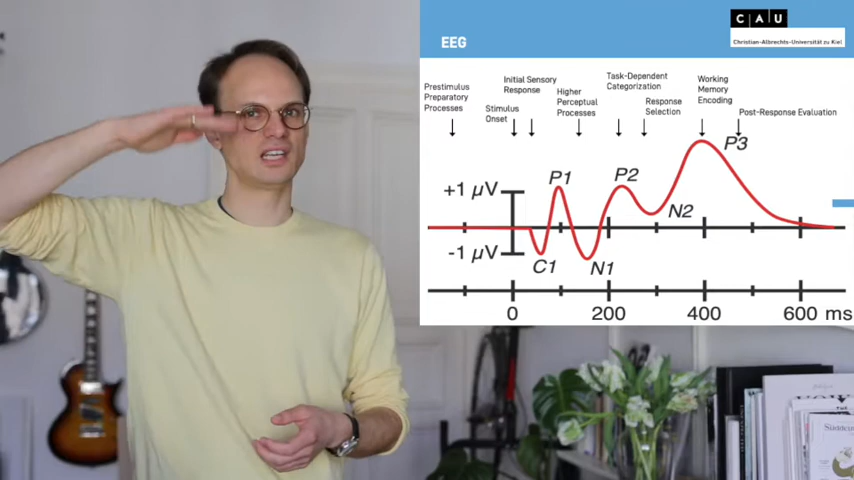 CAU
Christian-Albrechts-Universität zu Kiel
EEG
Prestimulus
Preparatory
Processes
Stimulus
Onset
Initial Sensory
Response
Higher
Perceptual
Processes
Task-Dependent
Categorization
Response
Selection
Working
Memory
Encoding
Post-Response Evaluation
+1 μV
-1 μV
C1
P1
N1
P2
N2
P3
0
200
400
600
ms